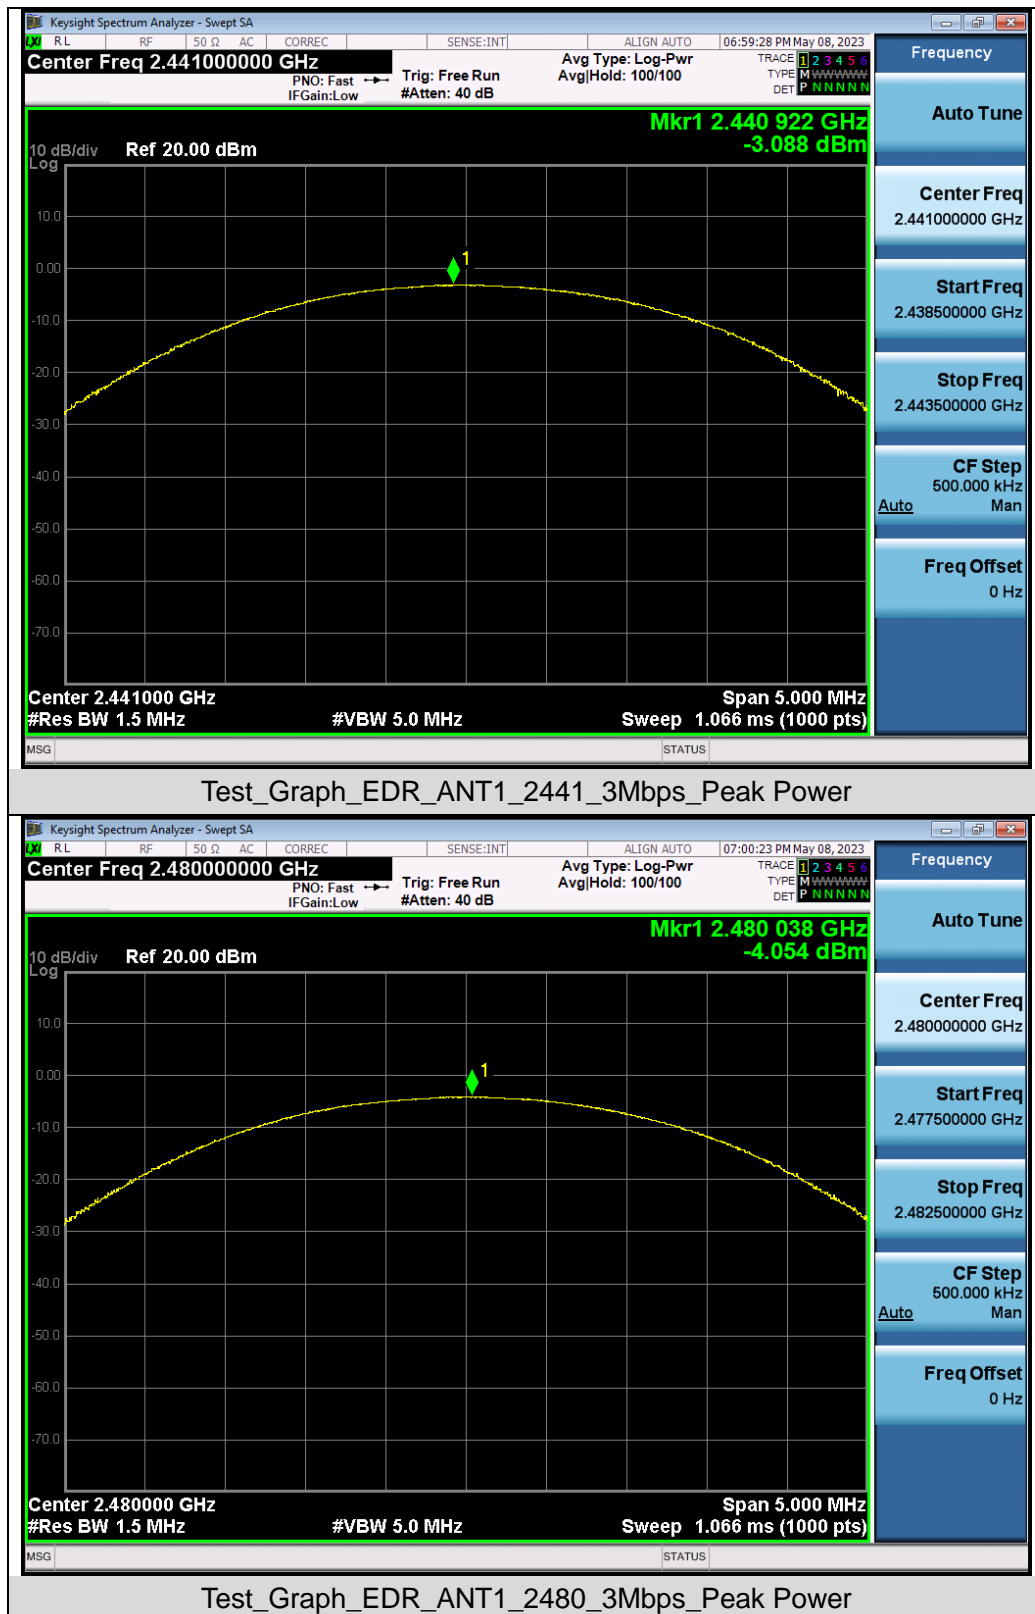 Keysight Spectrum Analyzer - Swept SA
LXI RL RF 50 Ω AC CORREC SENSE:INT ALIGN AUTO 06:59:28 PM May 08, 2023
Center Freq 2.441000000 GHz
PNO: Fast
IFGain:Low
Trig: Free Run
#Atten: 40 dB
Avg Type: Log-Pwr
Avg|Hold: 100/100
TRACE 1 2 3 4 5 6
TYPE M WWWWW
DET P N N N N N
Mkr1 2.440 922 GHz
-3.088 dBm
10 dB/div Ref 20.00 dBm
Log
10.0
0.00
-10.0
-20.0
-30.0
-40.0
-50.0
-60.0
-70.0
1
Center 2.441000 GHz Span 5.000 MHz
#Res BW 1.5 MHz #VBW 5.0 MHz Sweep 1.066 ms (1000 pts)
MSG STATUS
Frequency
Auto Tune
Center Freq
2.441000000 GHz
Start Freq
2.438500000 GHz
Stop Freq
2.443500000 GHz
CF Step
500.000 kHz
Auto Man
Freq Offset
0 Hz
Test_Graph_EDR_ANT1_2441_3Mbps_Peak Power
Keysight Spectrum Analyzer - Swept SA
LXI RL RF 50 Ω AC CORREC SENSE:INT ALIGN AUTO 07:00:23 PM May 08, 2023
Center Freq 2.480000000 GHz
PNO: Fast
IFGain:Low
Trig: Free Run
#Atten: 40 dB
Avg Type: Log-Pwr
Avg|Hold: 100/100
TRACE 1 2 3 4 5 6
TYPE M WWWWW
DET P N N N N N
Mkr1 2.480 038 GHz
-4.054 dBm
10 dB/div Ref 20.00 dBm
Log
10.0
0.00
-10.0
-20.0
-30.0
-40.0
-50.0
-60.0
-70.0
1
Center 2.480000 GHz Span 5.000 MHz
#Res BW 1.5 MHz #VBW 5.0 MHz Sweep 1.066 ms (1000 pts)
MSG STATUS
Frequency
Auto Tune
Center Freq
2.480000000 GHz
Start Freq
2.477500000 GHz
Stop Freq
2.482500000 GHz
CF Step
500.000 kHz
Auto Man
Freq Offset
0 Hz
Test_Graph_EDR_ANT1_2480_3Mbps_Peak Power